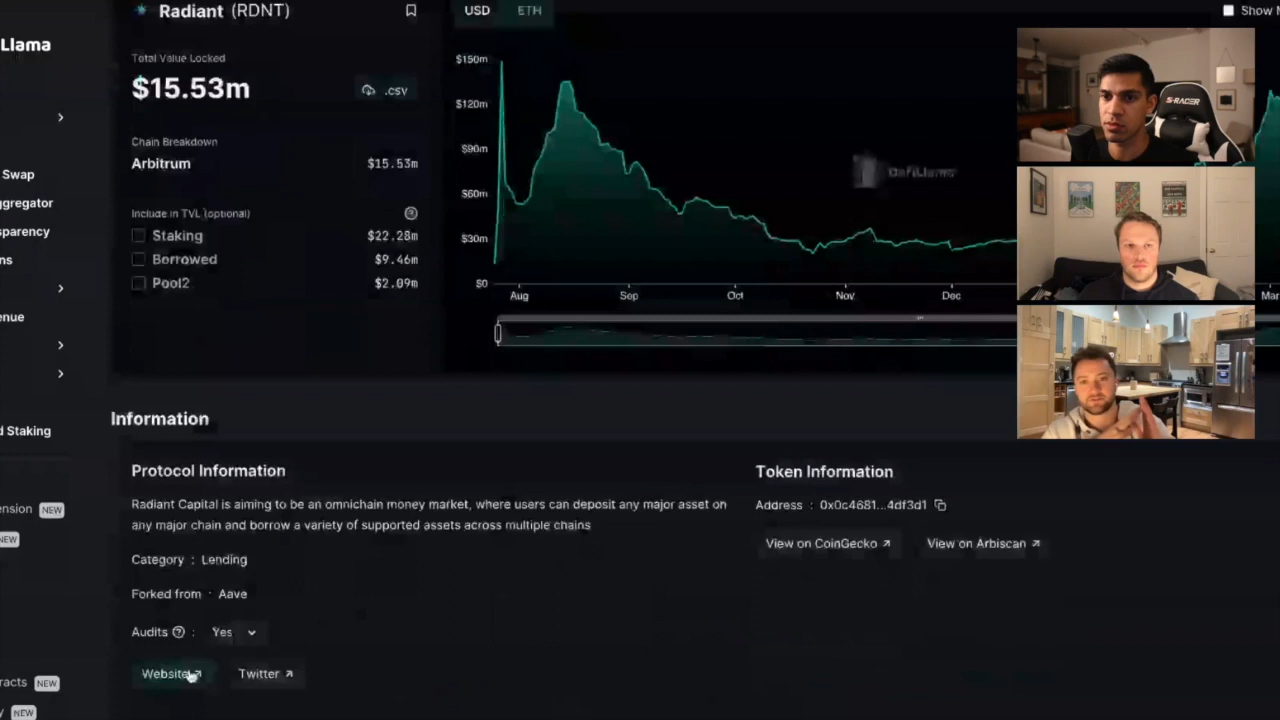 Radiant (RDNT)
USD ETH
Show
Llama
Total Value Locked
$15.53m
.csv
Chain Breakdown
Arbitrum $15.53m
Include in TVL (optional)
Staking $22.28m
Borrowed $9.46m
Pool2 $2.09m
$150m
$120m
$90m
$60m
$30m
$0
Aug Sep Oct Nov Dec Mar
DefiLlama
S-RACER
Swap
ggregator
sparency
ns
enue
d Staking
ension NEW
NEW
racts NEW
y NEW
Information
Protocol Information
Radiant Capital is aiming to be an omnichain money market, where users can deposit any major asset on
any major chain and borrow a variety of supported assets across multiple chains
Category : Lending
Forked from : Aave
Audits : Yes
Website Twitter
Token Information
Address : 0x0c4681...4df3d1
View on CoinGecko View on Arbiscan